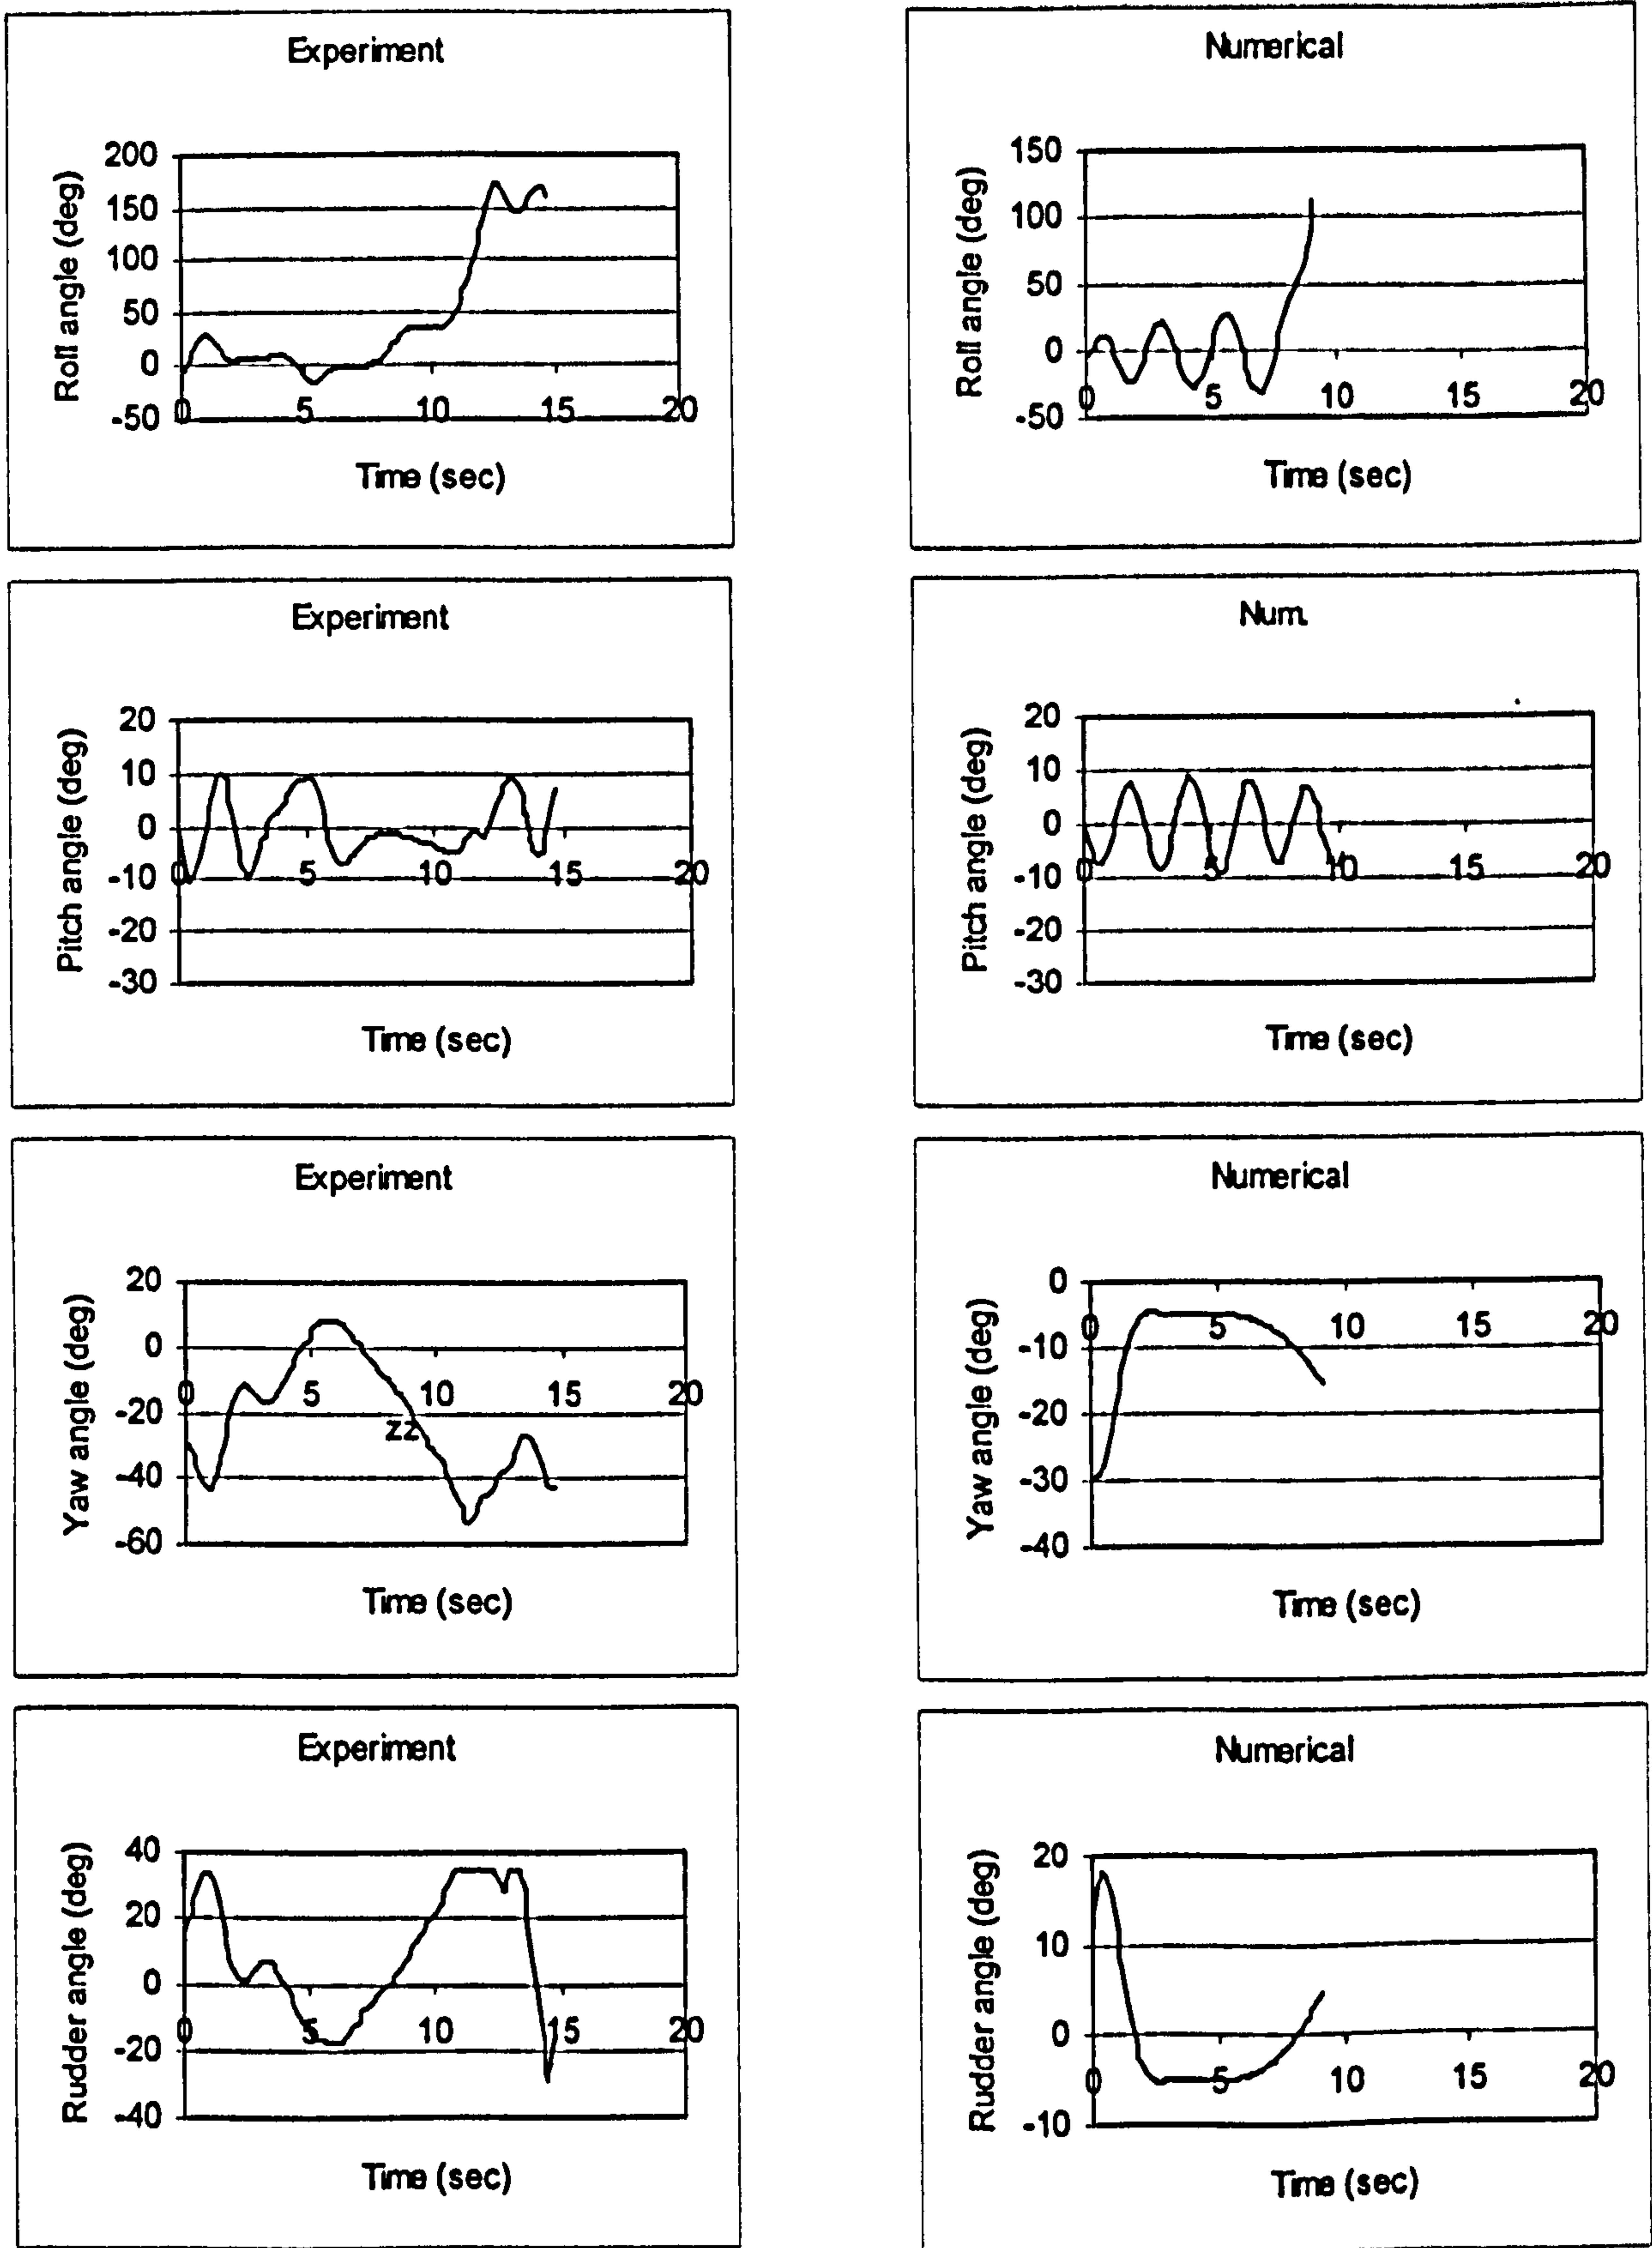 Experiment
Roll angle (deg)
200
150
100
50
0
-50
0 5 10 15 20
Time (sec)
Numerical
Roll angle (deg)
150
100
50
0
-50
0 5 10 15 20
Time (sec)
Experiment
Pitch angle (deg)
20
10
0
-10
-20
-30
0 5 10 15 20
Time (sec)
Num.
Pitch angle (deg)
20
10
0
-10
-20
-30
0 5 10 15 20
Time (sec)
Experiment
Yaw angle (deg)
20
0
-20
-40
-60
0 5 10 15 20
zz
Time (sec)
Numerical
Yaw angle (deg)
0
-10
-20
-30
-40
0 5 10 15 20
Time (sec)
Experiment
Rudder angle (deg)
40
20
0
-20
-40
0 5 10 15 20
Time (sec)
Numerical
Rudder angle (deg)
20
10
0
-10
0 5 10 15 20
Time (sec)